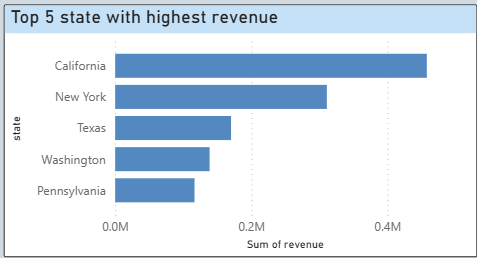 Top 5 state with highest revenue
California
New York
Texas
Washington
Pennsylvania
state
0.0M 0.2M 0.4M
Sum of revenue